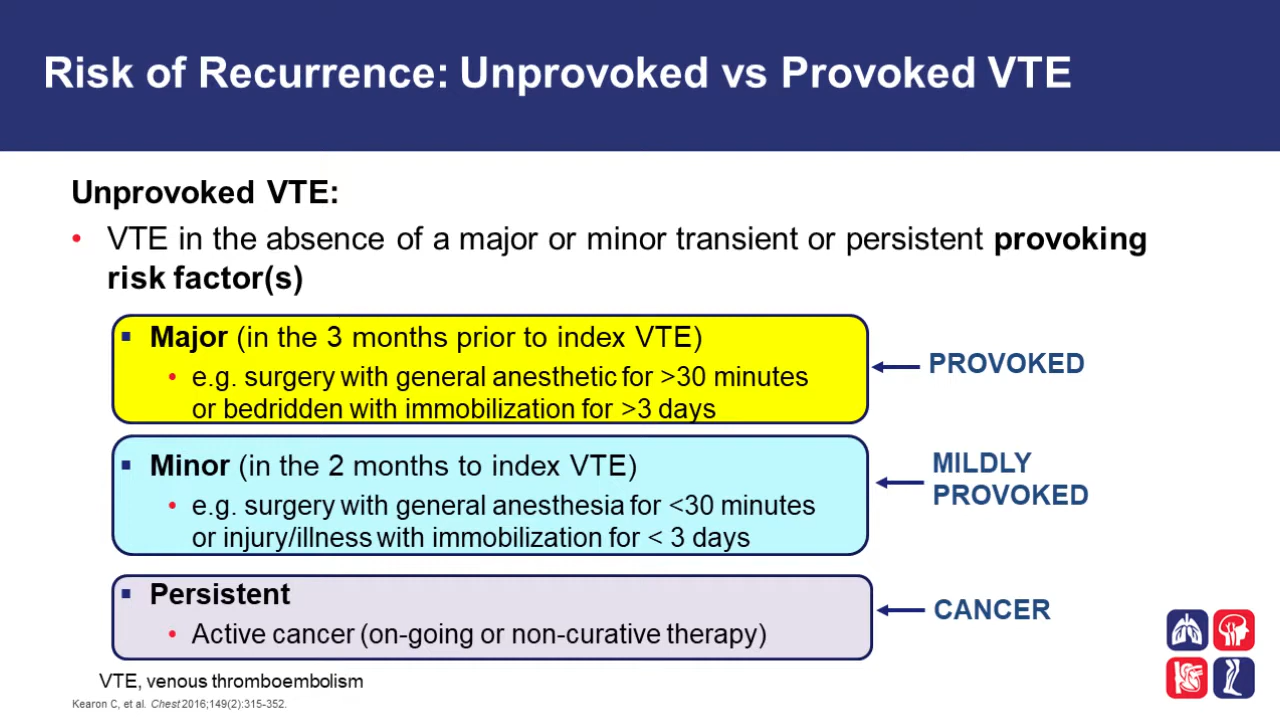 Risk of Recurrence: Unprovoked vs Provoked VTE
Unprovoked VTE:
• VTE in the absence of a major or minor transient or persistent provoking
risk factor(s)
▪ Major (in the 3 months prior to index VTE)
• e.g. surgery with general anesthetic for >30 minutes
or bedridden with immobilization for >3 days
PROVOKED
▪ Minor (in the 2 months to index VTE)
• e.g. surgery with general anesthesia for <30 minutes
or injury/illness with immobilization for < 3 days
MILDLY
PROVOKED
▪ Persistent
• Active cancer (on-going or non-curative therapy)
CANCER
VTE, venous thromboembolism
Kearon C, et al. Chest 2016;149(2):315-352.